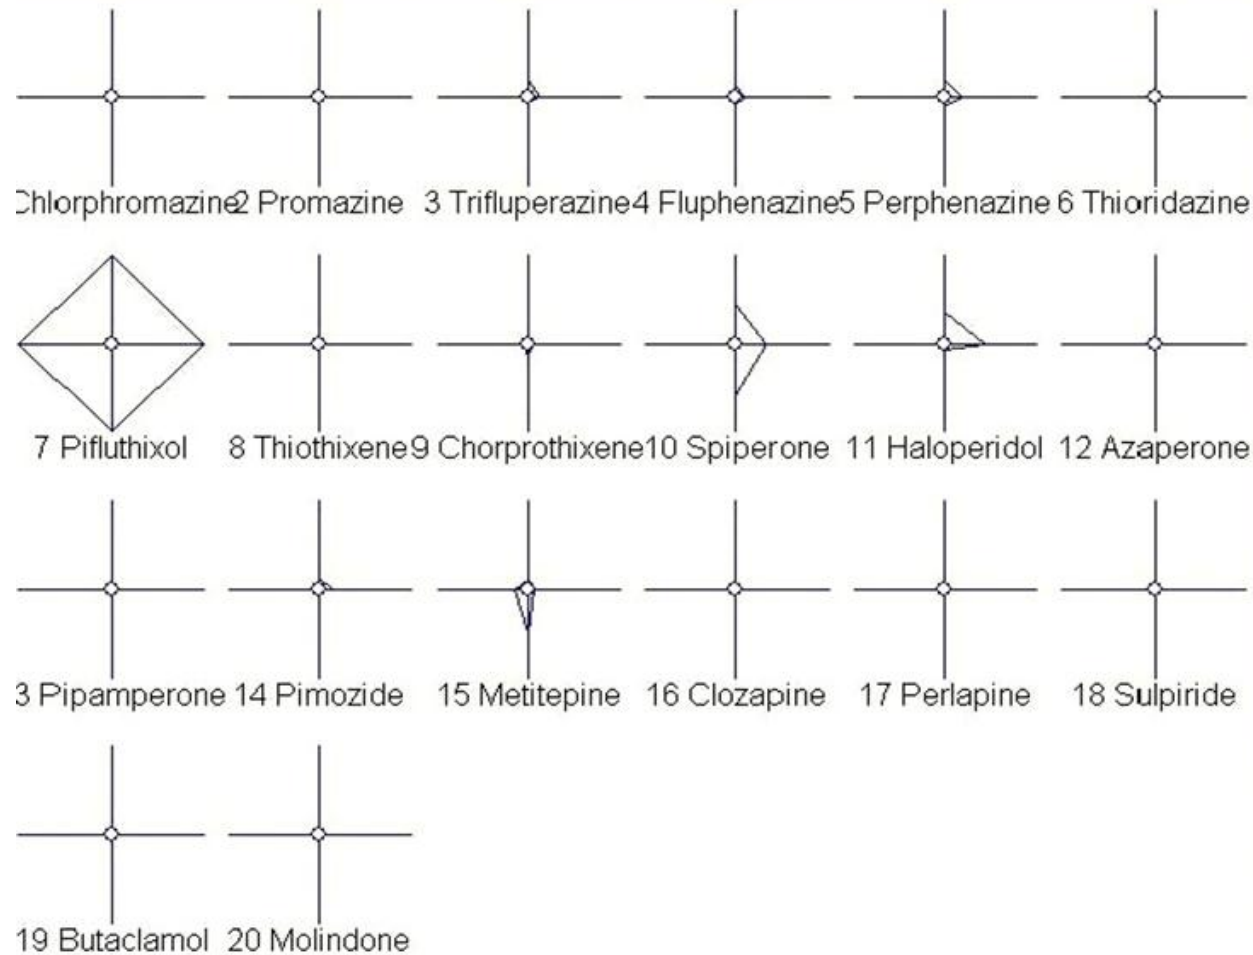 Chlorphromazine2 Promazine 3 Trifluperazine4 Fluphenazine5 Perphenazine 6 Thioridazine
7 Pifluthixol 8 Thiothixene9 Chorprothixene10 Spiperone 11 Haloperidol 12 Azaperone
3 Pipamperone 14 Pimozide 15 Metitepine 16 Clozapine 17 Perlapine 18 Sulpiride
19 Butaclamol 20 Molindone